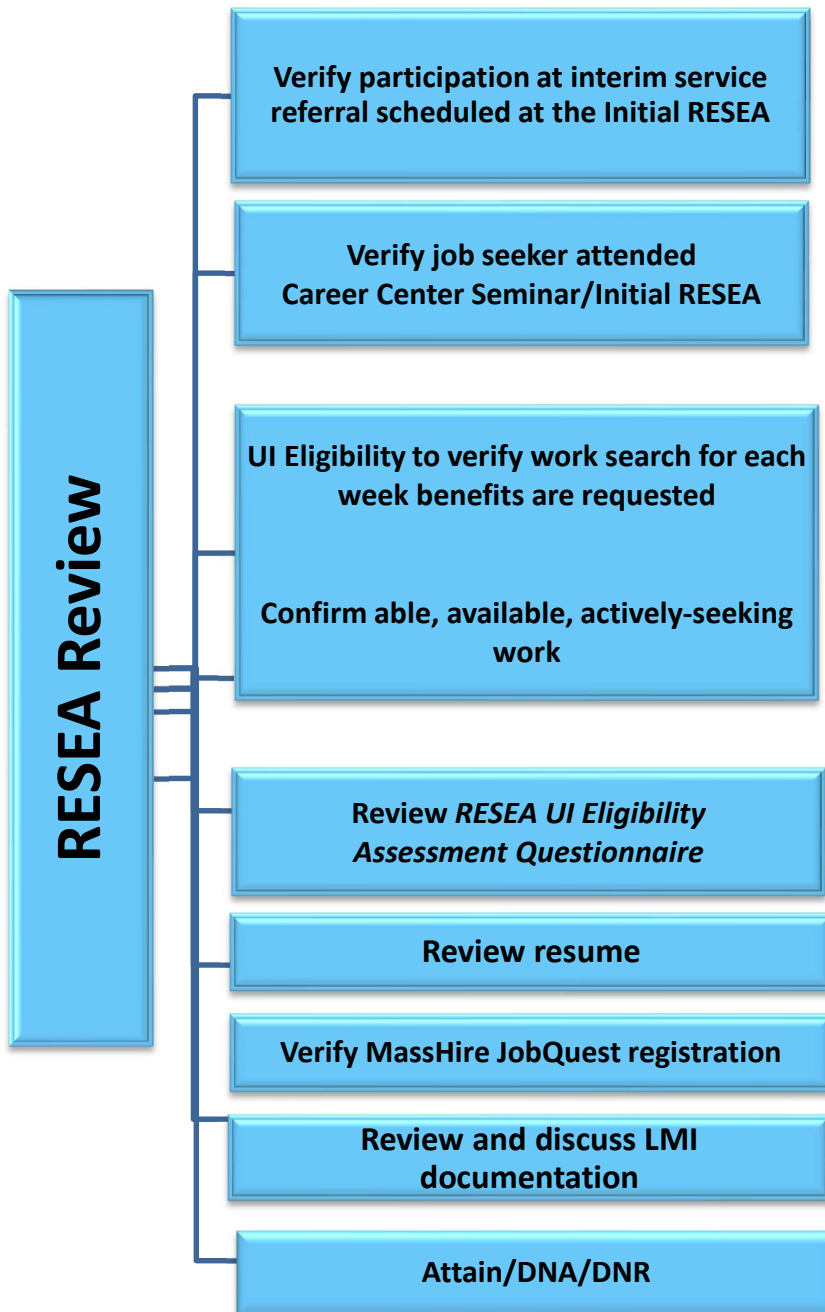 RESEA Review
Verify participation at interim service
referral scheduled at the Initial RESEA
Verify job seeker attended
Career Center Seminar/Initial RESEA
UI Eligibility to verify work search for each
week benefits are requested
Confirm able, available, actively-seeking
work
Review RESEA UI Eligibility
Assessment Questionnaire
Review resume
Verify MassHire JobQuest registration
Review and discuss LMI
documentation
Attain/DNA/DNR